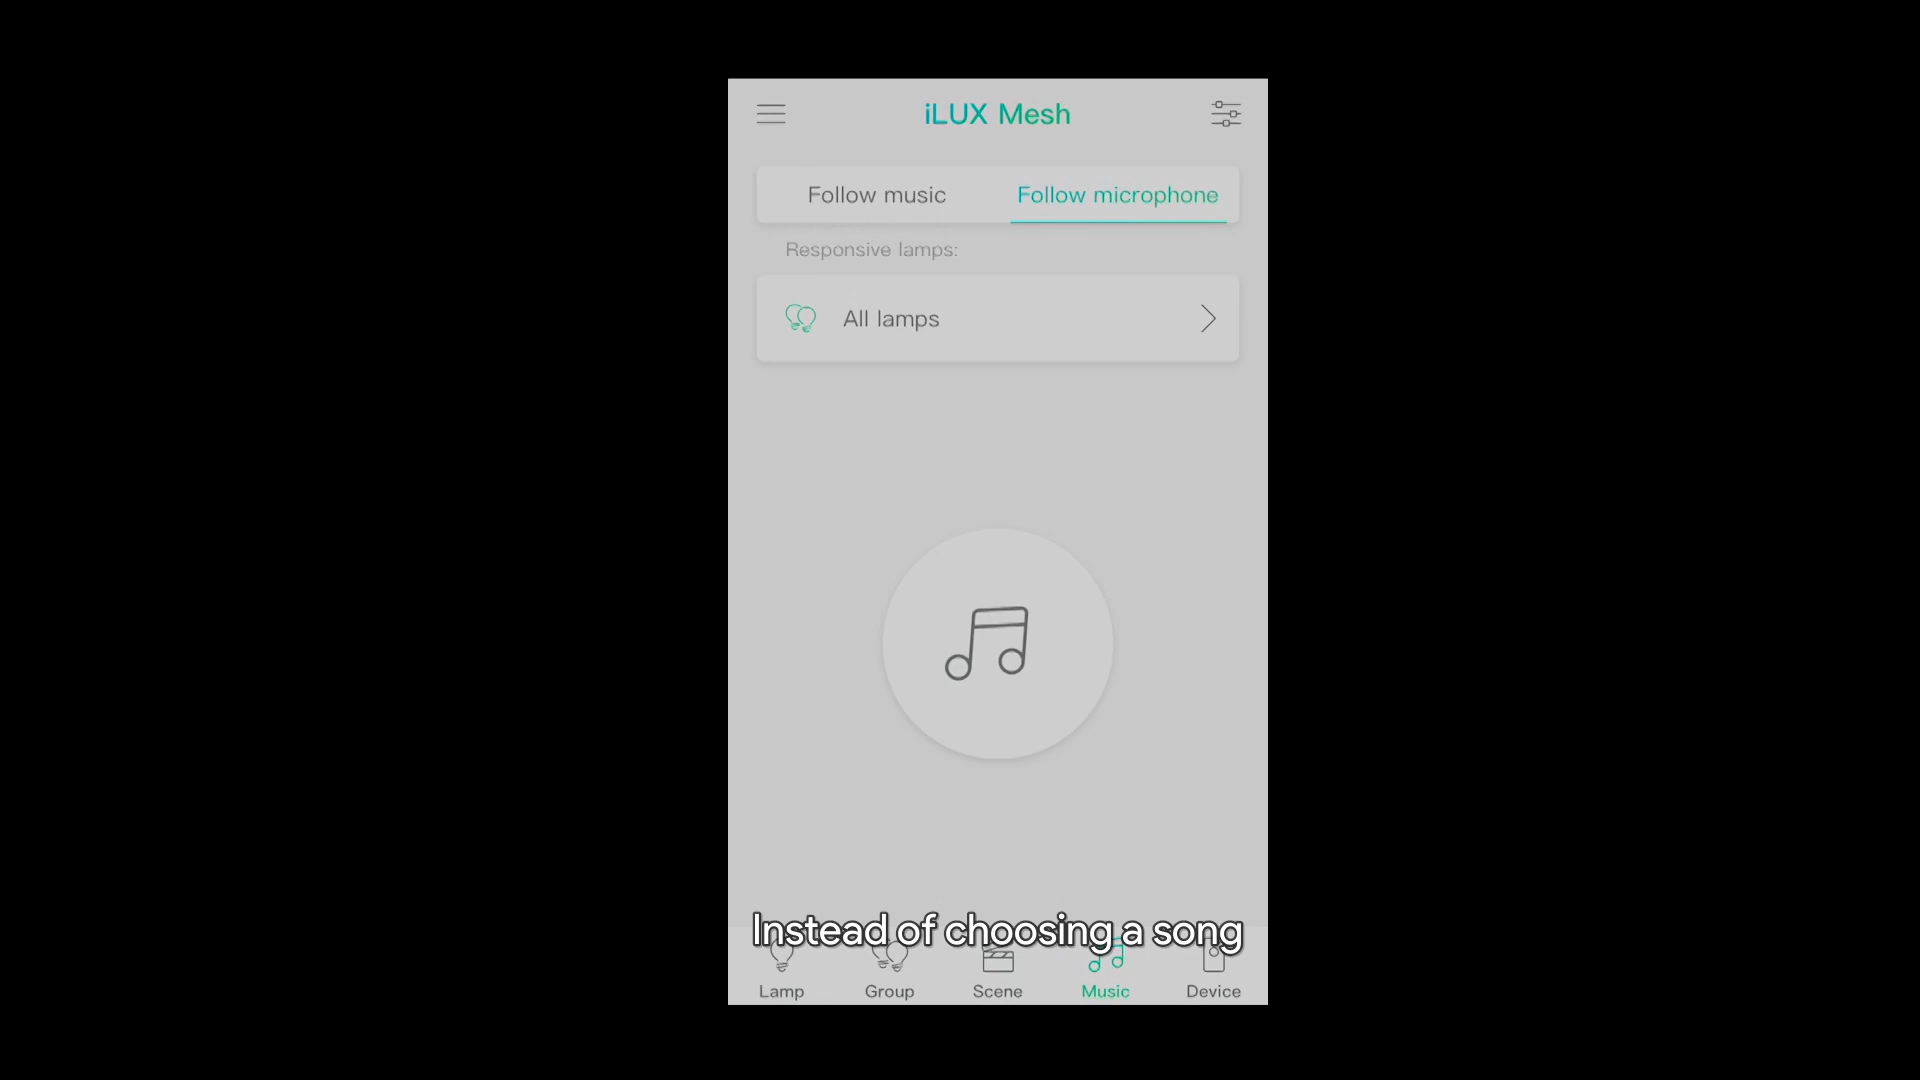 iLUX Mesh
Follow music
Follow microphone
Responsive lamps:
All lamps
Instead of choosing a song
Lamp
Group
Scene
Music
Device